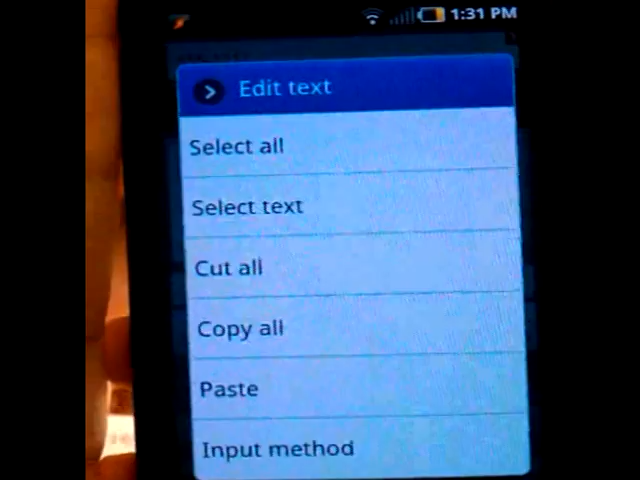 1:31 PM
Edit text
Select all
Select text
Cut all
Copy all
Paste
Input method